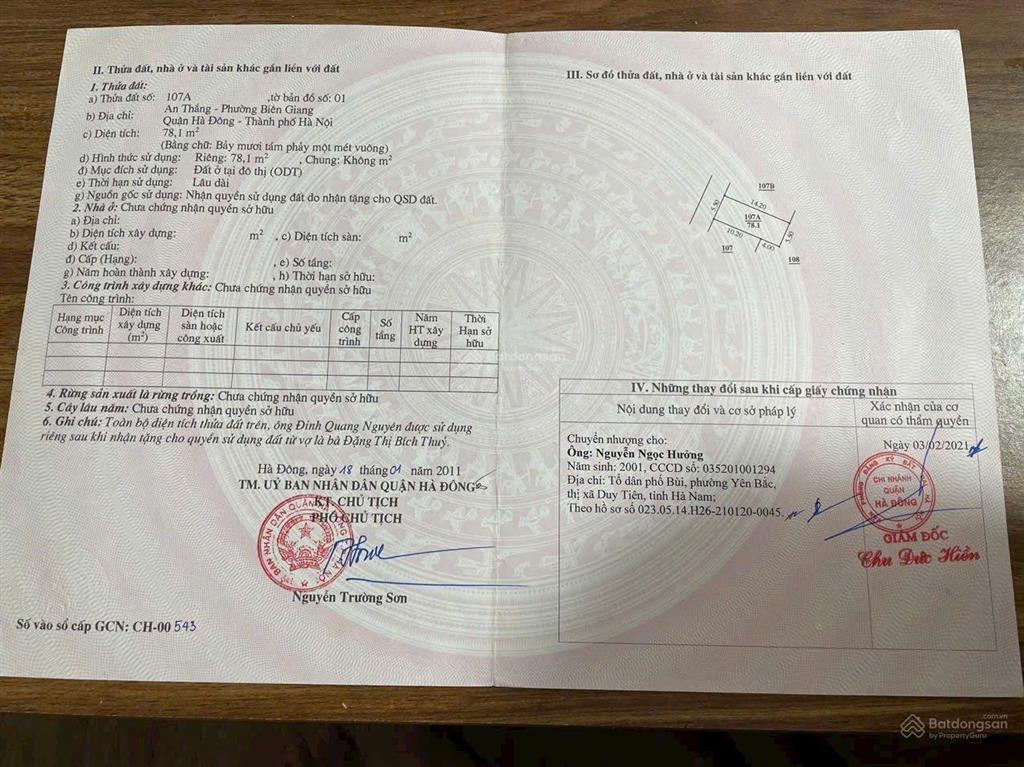 II. Thửa đất, nhà ở và tài sản khác gắn liền với đất
1. Thửa đất:
a) Thửa đất số: 107A ,tờ bản đồ số: 01
b) Địa chỉ: An Thắng - Phường Biên Giang
Quận Hà Đông - Thành phố Hà Nội
c) Diện tích: 78,1 m²
(Bằng chữ: Bảy mươi tám phảy một mét vuông)
d) Hình thức sử dụng: Riêng: 78,1 m² , Chung: Không m²
đ) Mục đích sử dụng: Đất ở tại đô thị (ODT)
e) Thời hạn sử dụng: Lâu dài
g) Nguồn gốc sử dụng: Nhận quyền sử dụng đất do nhận tặng cho QSD đất.
2. Nhà ở: Chưa chứng nhận quyền sở hữu
a) Địa chỉ:
b) Diện tích xây dựng: m² , c) Diện tích sàn: m²
d) Kết cấu:
đ) Cấp (Hạng): , e) Số tầng:
g) Năm hoàn thành xây dựng: , h) Thời hạn sở hữu:
3. Công trình xây dựng khác: Chưa chứng nhận quyền sở hữu
Tên công trình:
Hạng mục Công trình
Diện tích xây dựng (m²)
Diện tích sàn hoặc công xuất
Kết cấu chủ yếu
Cấp công trình
Số tầng
Năm HT xây dựng
Thời Hạn sở hữu
4. Rừng sản xuất là rừng trồng: Chưa chứng nhận quyền sở hữu
5. Cây lâu năm: Chưa chứng nhận quyền sở hữu
6. Ghi chú: Toàn bộ diện tích thửa đất trên, ông Đinh Quang Nguyên được sử dụng
riêng sau khi nhận tặng cho quyền sử dụng đất từ vợ là bà Đặng Thị Bích Thuỷ.
Hà Đông, ngày 18 tháng 01 năm 2011
TM. UỶ BAN NHÂN DÂN QUẬN HÀ ĐÔNG
KT. CHỦ TỊCH
PHÓ CHỦ TỊCH
Nguyễn Trường Sơn
Số vào sổ cấp GCN: CH-00 543
III. Sơ đồ thửa đất, nhà ở và tài sản khác gắn liền với đất
107B
14.20
5.50
107A
78.1
10.20
4.00
5.50
107
108
IV. Những thay đổi sau khi cấp giấy chứng nhận
Nội dung thay đổi và cơ sở pháp lý
Xác nhận của cơ quan có thẩm quyền
Chuyển nhượng cho:
Ông: Nguyễn Ngọc Hưởng
Năm sinh: 2001, CCCD số: 035201001294
Địa chỉ: Tổ dân phố Bùi, phường Yên Bắc,
thị xã Duy Tiên, tỉnh Hà Nam;
Theo hồ sơ số 023.05.14.H26-210120-0045.
Ngày 03/02/2021
CHI NHÁNH
QUẬN
HÀ ĐÔNG
GIÁM ĐỐC
Chu Đức Hiền
Batdongsan
Batdongsan.com.vn
by PropertyGuru